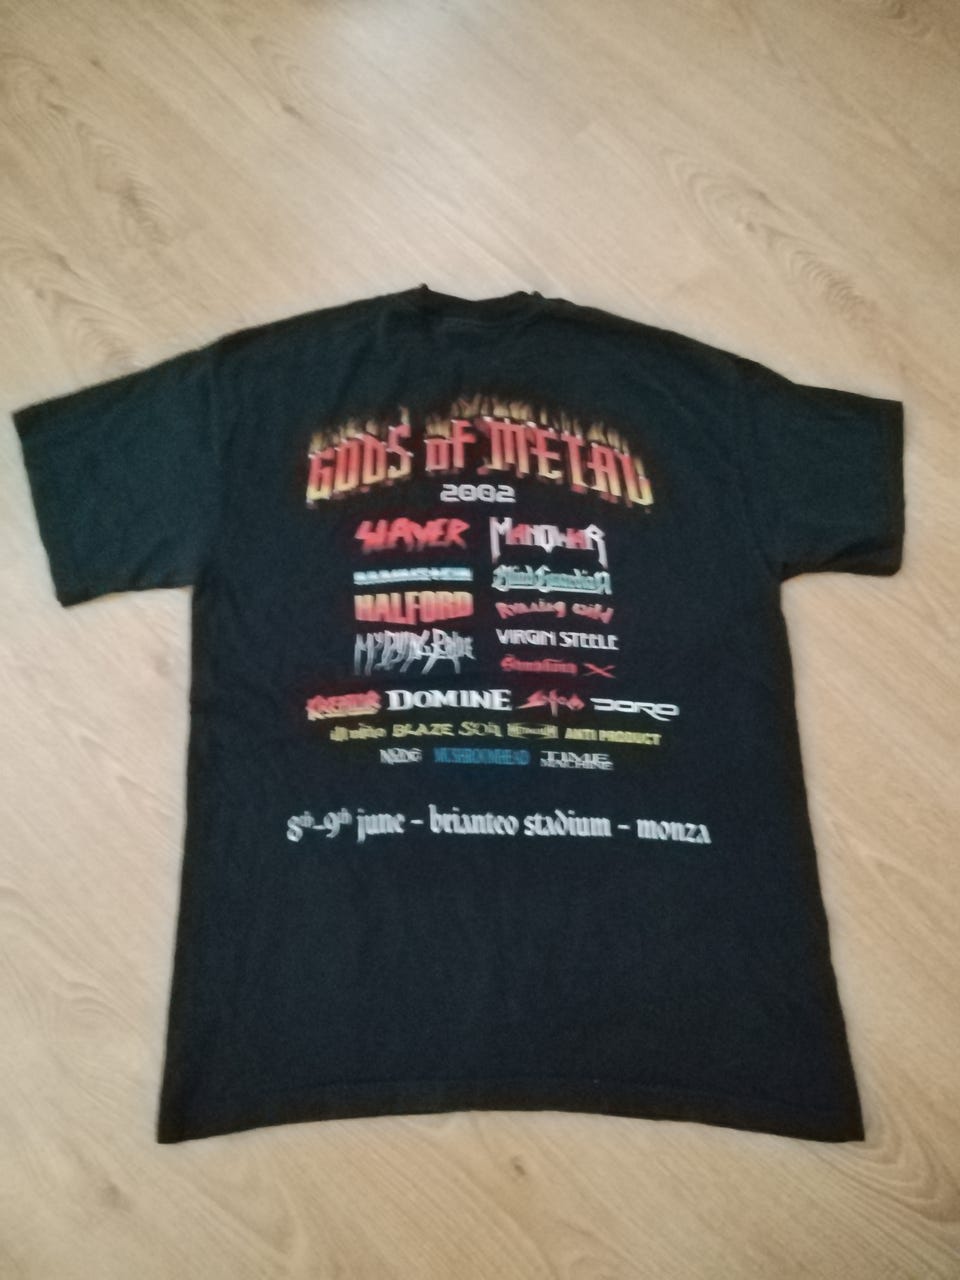 GODS OF METAL
2002
SLAYER MANOWAR
RAMMSTEIN Blind Guardian
HALFORD Running Wild
My Dying Bride VIRGIN STEELE
X
KREATOR DOMINE Sodom DORO
BLAZE SOiL ANTI PRODUCT
MUSHROOMHEAD TIME MACHINE
8th-9th june - brianteo stadium - monza